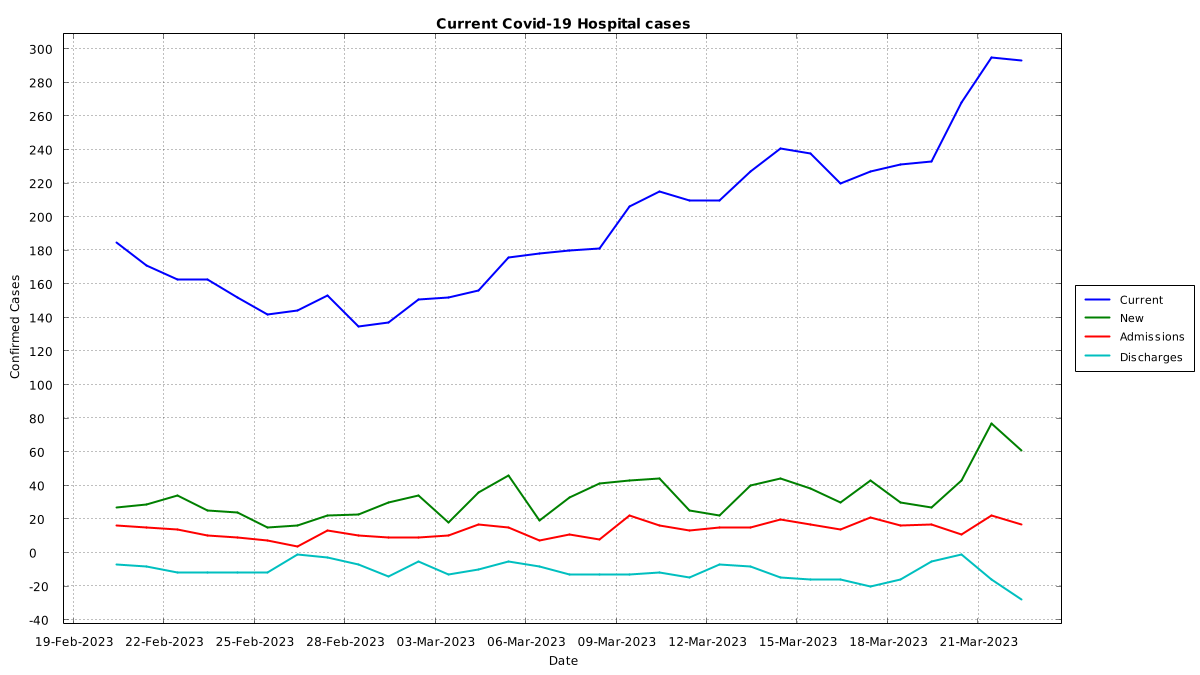 Current Covid-19 Hospital cases
300
280
260
240
220
200
180
160
140
120
100
80
60
40
20
0
-20
-40
Confirmed Cases
19-Feb-2023 22-Feb-2023 25-Feb-2023 28-Feb-2023 03-Mar-2023 06-Mar-2023 09-Mar-2023 12-Mar-2023 15-Mar-2023 18-Mar-2023 21-Mar-2023
Date
Current
New
Admissions
Discharges